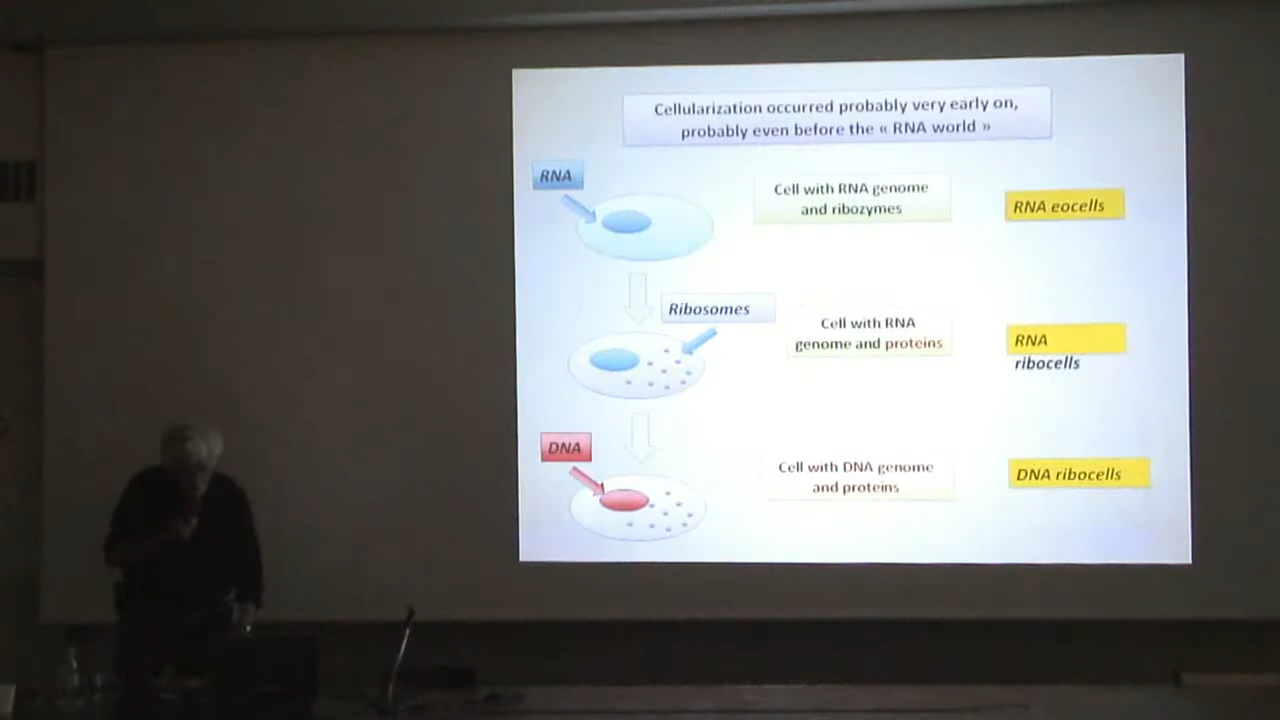 Cellularization occurred probably very early on,
probably even before the « RNA world »
RNA
Cell with RNA genome
and ribozymes
RNA eocells
Ribosomes
Cell with RNA
genome and proteins
RNA
ribocells
DNA
Cell with DNA genome
and proteins
DNA ribocells